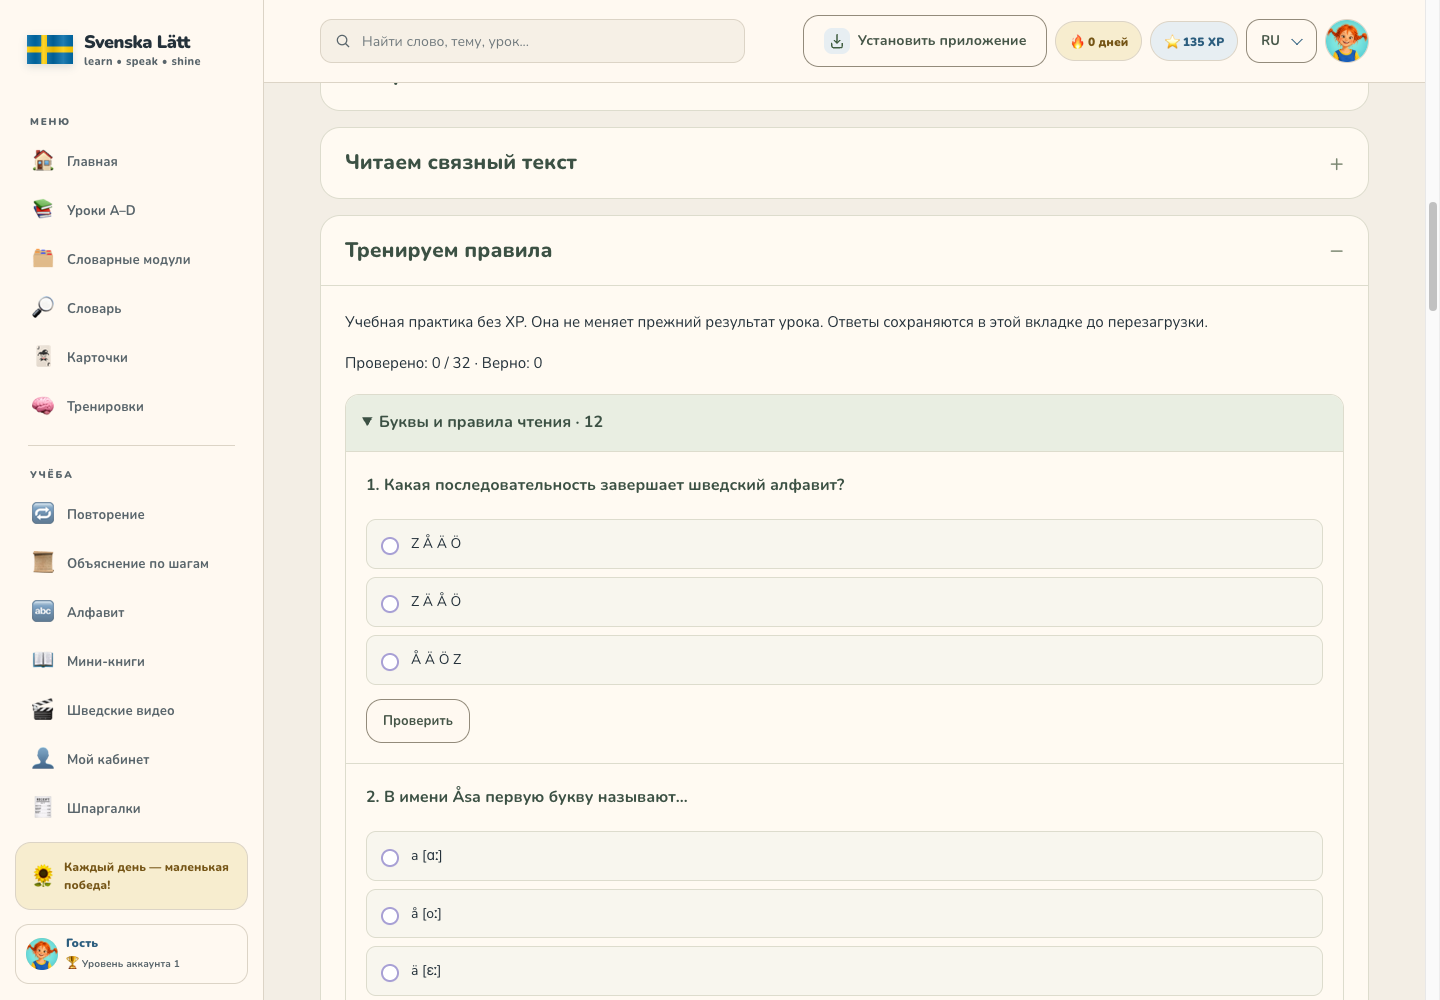 Svenska Lätt
learn • speak • shine
Найти слово, тему, урок...
Установить приложение
0 дней
135 XP
RU
МЕНЮ
Главная
Уроки A–D
Словарные модули
Словарь
Карточки
Тренировки
УЧЁБА
Повторение
Объяснение по шагам
Алфавит
Мини-книги
Шведские видео
Мой кабинет
Шпаргалки
Каждый день — маленькая
победа!
Гость
Уровень аккаунта 1
Читаем связный текст
Тренируем правила
Учебная практика без XP. Она не меняет прежний результат урока. Ответы сохраняются в этой вкладке до перезагрузки.
Проверено: 0 / 32 · Верно: 0
Буквы и правила чтения · 12
1. Какая последовательность завершает шведский алфавит?
Z Å Ä Ö
Z Ä Å Ö
Å Ä Ö Z
Проверить
2. В имени Åsa первую букву называют...
a [ɑː]
å [oː]
ä [ɛː]